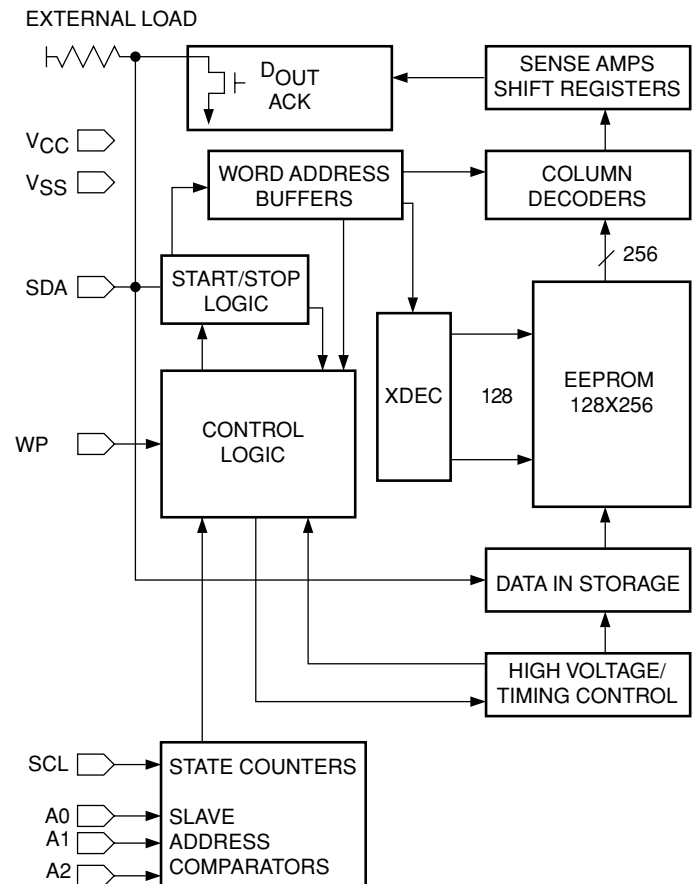 EXTERNAL LOAD
DOUT
ACK
SENSE AMPS
SHIFT REGISTERS
VCC
VSS
WORD ADDRESS
BUFFERS
COLUMN
DECODERS
256
SDA
START/STOP
LOGIC
XDEC
128
EEPROM
128X256
WP
CONTROL
LOGIC
DATA IN STORAGE
HIGH VOLTAGE/
TIMING CONTROL
SCL
STATE COUNTERS
A0
SLAVE
A1
ADDRESS
A2
COMPARATORS